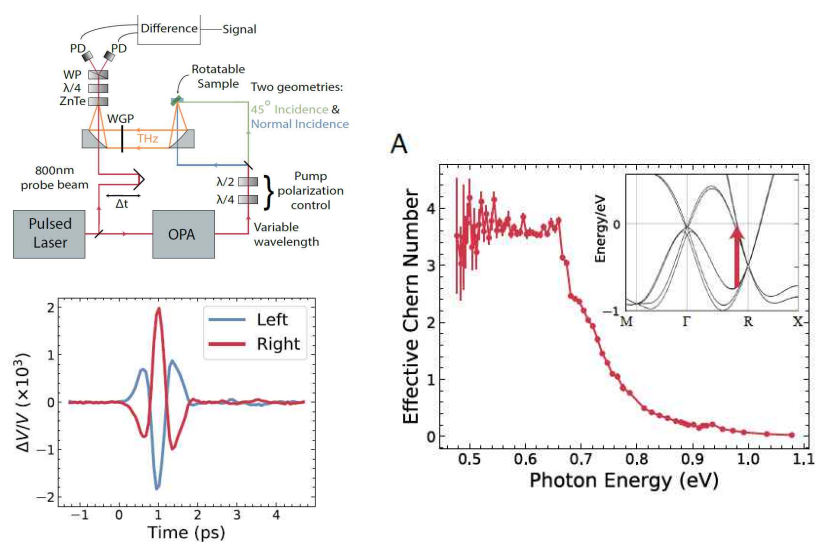 PD
PD
Difference
Signal
WP
λ/4
ZnTe
WGP
THz
Rotatable
Sample
Two geometries:
45° Incidence &
Normal Incidence
800nm
probe beam
Δt
λ/2
λ/4
Pump
polarization
control
Pulsed
Laser
OPA
Variable
wavelength
Left
Right
ΔV/V (×10³)
2
1
0
−1
−2
−1
0
1
2
3
4
Time (ps)
A
Effective Chern Number
4
3
2
1
0
0.5
0.6
0.7
0.8
0.9
1.0
1.1
Photon Energy (eV)
Energy/eV
0
−1
M
Γ
R
X